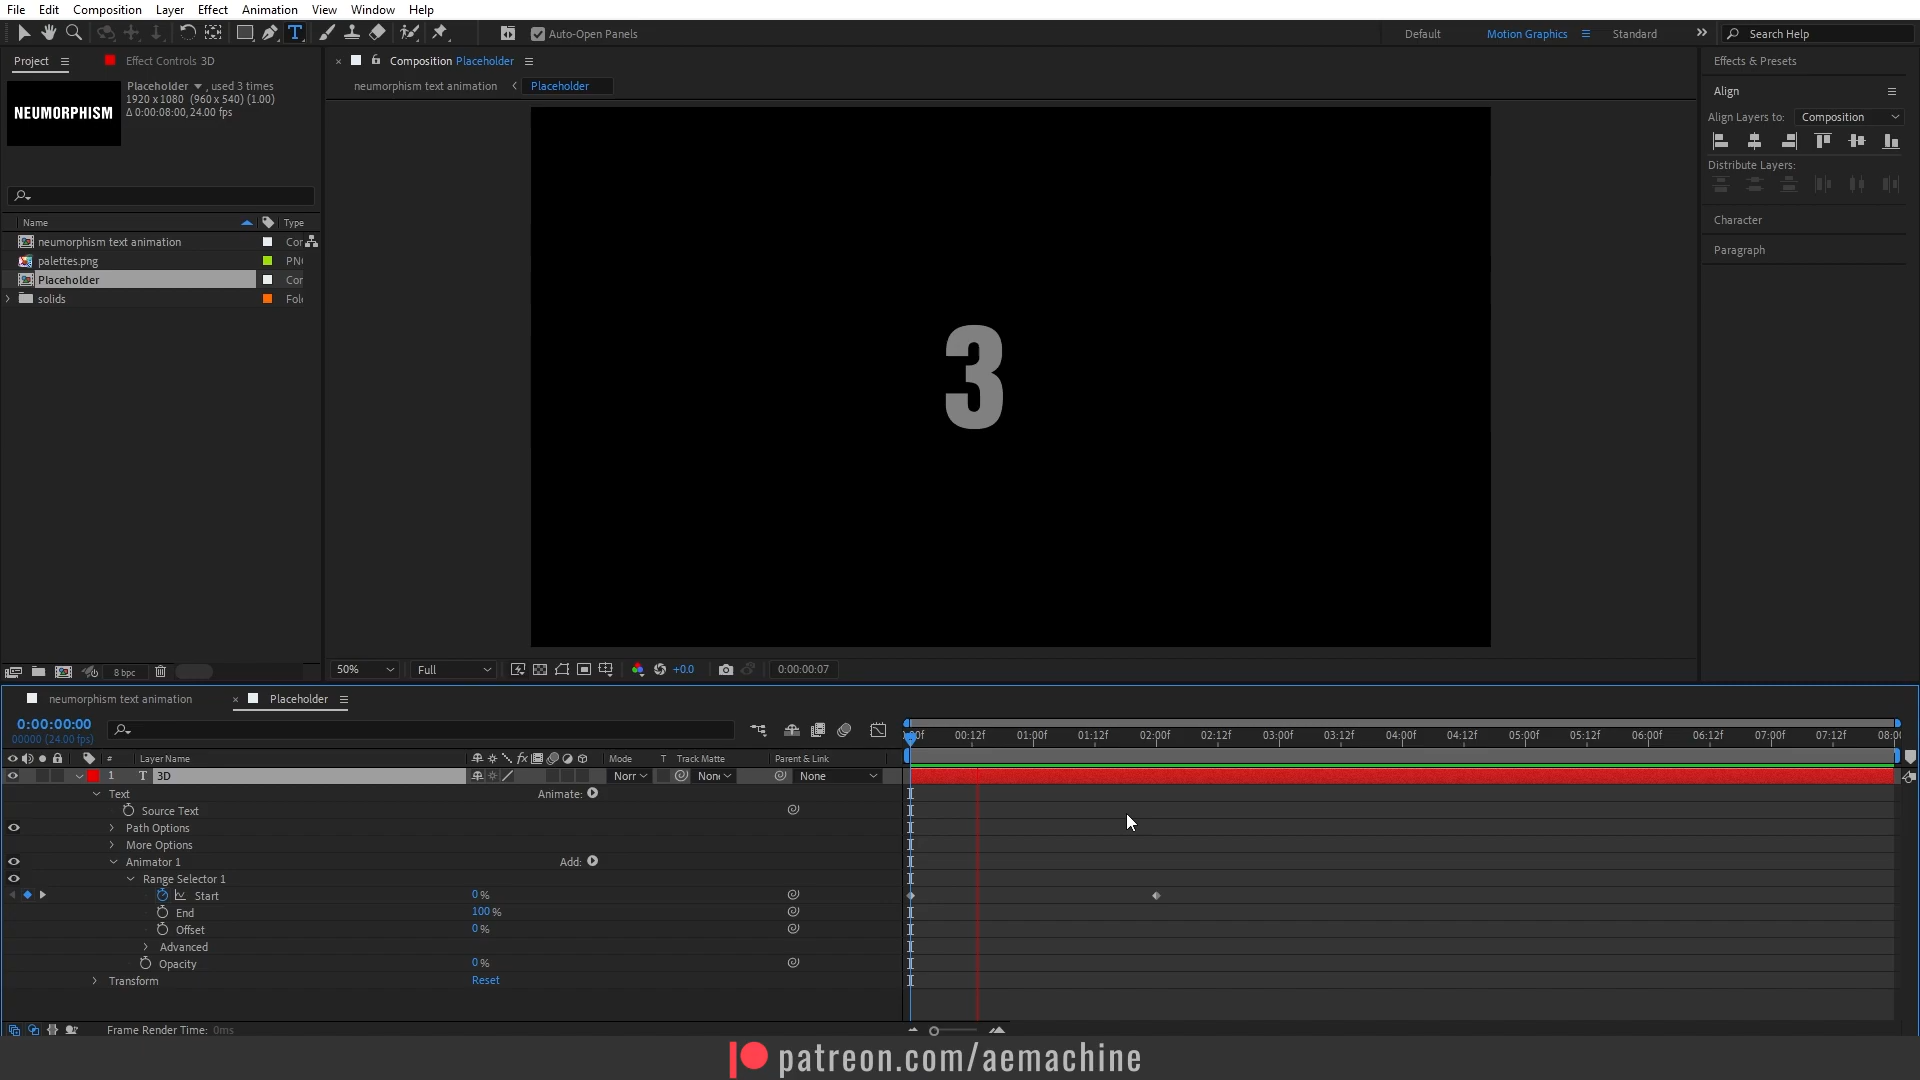 File Edit Composition Layer Effect Animation View Window Help
Auto-Open Panels Default Motion Graphics Standard Search Help
Project Effect Controls 3D
Composition Placeholder
neumorphism text animation Placeholder
NEUMORPHISM
Placeholder , used 3 times
1920 x 1080 (960 x 540) (1.00)
Δ 0:00:08:00, 24.00 fps
Name Type
neumorphism text animation Cor
palettes.png PN
Placeholder Cor
solids Fol
8 bpc
3
50% Full +0.0 0:00:00:07
Effects & Presets
Align
Align Layers to: Composition
Distribute Layers:
Character
Paragraph
neumorphism text animation Placeholder
0:00:00:00
00000 (24.00 fps)
:00f 00:12f 01:00f 01:12f 02:00f 02:12f 03:00f 03:12f 04:00f 04:12f 05:00f 05:12f 06:00f 06:12f 07:00f 07:12f 08:0
# Layer Name fx Mode T Track Matte Parent & Link
1 T 3D Norr Non None
Text Animate:
Source Text
Path Options
More Options
Animator 1 Add:
Range Selector 1
Start 0 %
End 100 %
Offset 0 %
Advanced
Opacity 0 %
Transform Reset
Frame Render Time: 0ms
patreon.com/aemachine